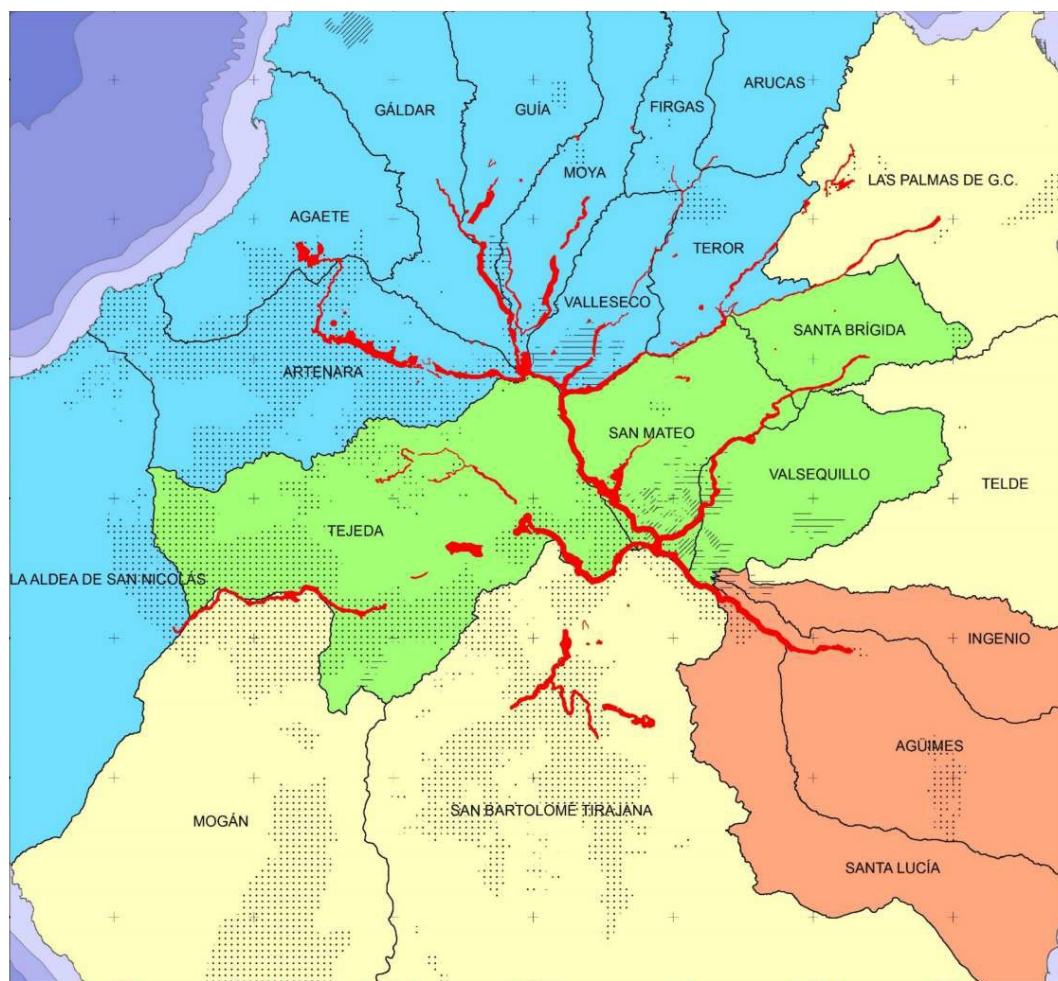 ARUCAS
GÁLDAR
GUÍA
FIRGAS
MOYA
LAS PALMAS DE G.C.
AGAETE
TEROR
VALLESECO
SANTA BRÍGIDA
ARTENARA
SAN MATEO
VALSEQUILLO
TELDE
TEJEDA
LA ALDEA DE SAN NICOLÁS
INGENIO
AGÜIMES
SAN BARTOLOMÉ TIRAJANA
MOGÁN
SANTA LUCÍA